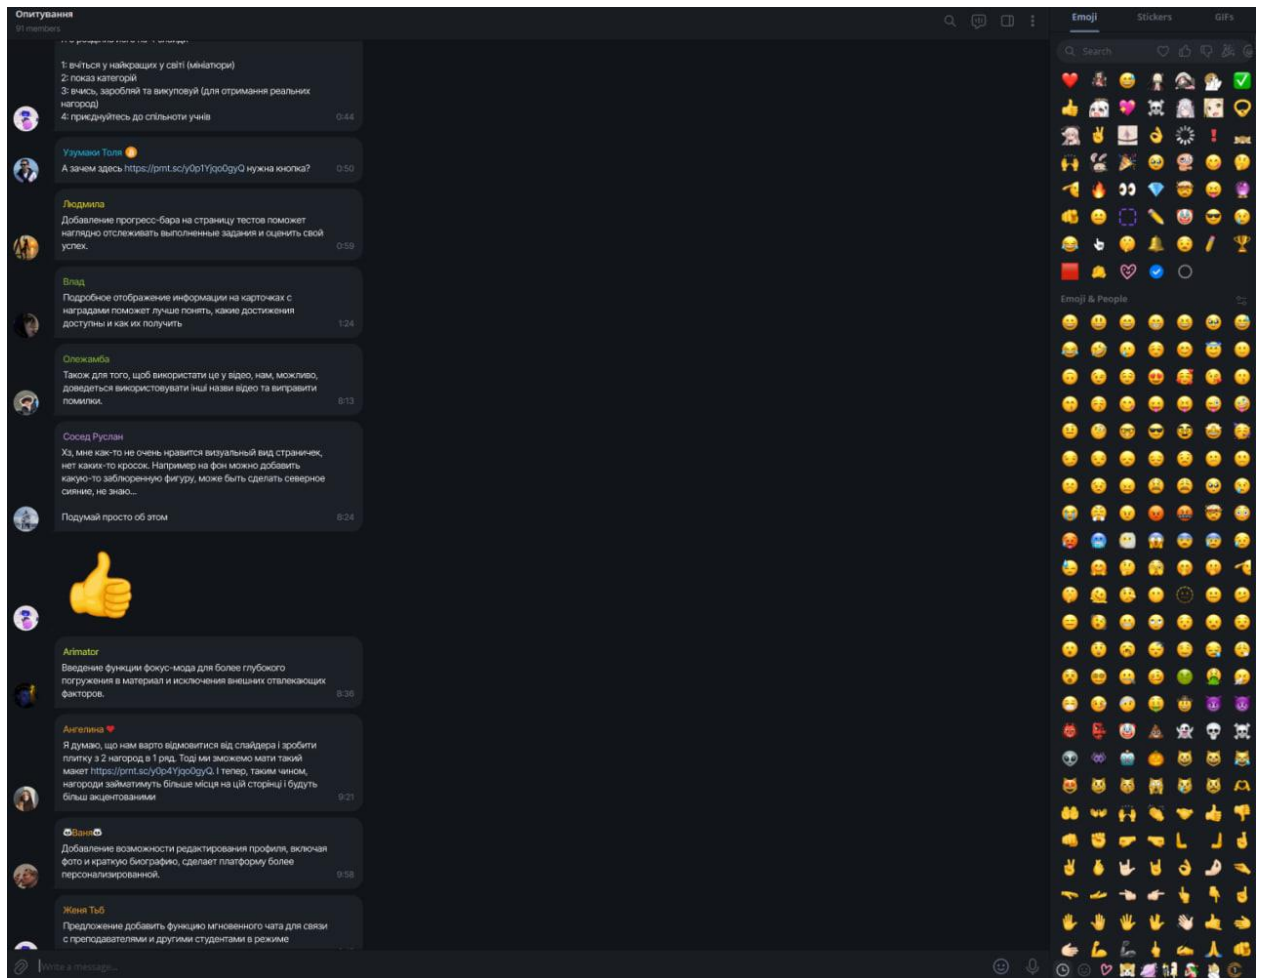 Опитування
91 members
Emoji
Stickers
GIFs
Search
1: вчіться у найкращих у світі (мініатюри)
2: показ категорій
3: вчись, заробляй та викуповуй (для отримання реальних
нагород)
4: приєднуйтесь до спільноти учнів
0:44
Узумаки Толя
А зачем здесь https://prnt.sc/y0p1Yjqo0gyQ нужна кнопка?
0:50
Людмила
Добавление прогресс-бара на страницу тестов поможет
наглядно отслеживать выполненные задания и оценить свой
успех.
0:59
Влад
Подробное отображение информации на карточках с
наградами поможет лучше понять, какие достижения
доступны и как их получить
1:24
Олежамба
Також для того, щоб використати це у відео, нам, можливо,
доведеться використовувати інші назви відео та виправити
помилки.
8:13
Сосед Руслан
Хз, мне как-то не очень нравится визуальный вид страничек,
нет каких-то кросок. Например на фон можно добавить
какую-то заблюренную фигуру, може быть сделать северное
сияние, не знаю...
Подумай просто об этом
8:24
Arimator
Введение функции фокус-мода для более глубокого
погружения в материал и исключения внешних отвлекающих
факторов.
8:36
Ангелина
Я думаю, що нам варто відмовитися від слайдера і зробити
плитку з 2 нагород в 1 ряд. Тоді ми зможемо мати такий
макет https://prnt.sc/y0p4Yjqo0gyQ. І тепер, таким чином,
нагороди займатимуть більше місця на цій сторінці і будуть
більш акцентованими
9:21
Ваня
Добавление возможности редактирования профиля, включая
фото и краткую биографию, сделает платформу более
персонализированной.
9:58
Женя Тьб
Предложение добавить функцию мгновенного чата для связи
с преподавателями и другими студентами в режиме
Write a message...
Emoji & People